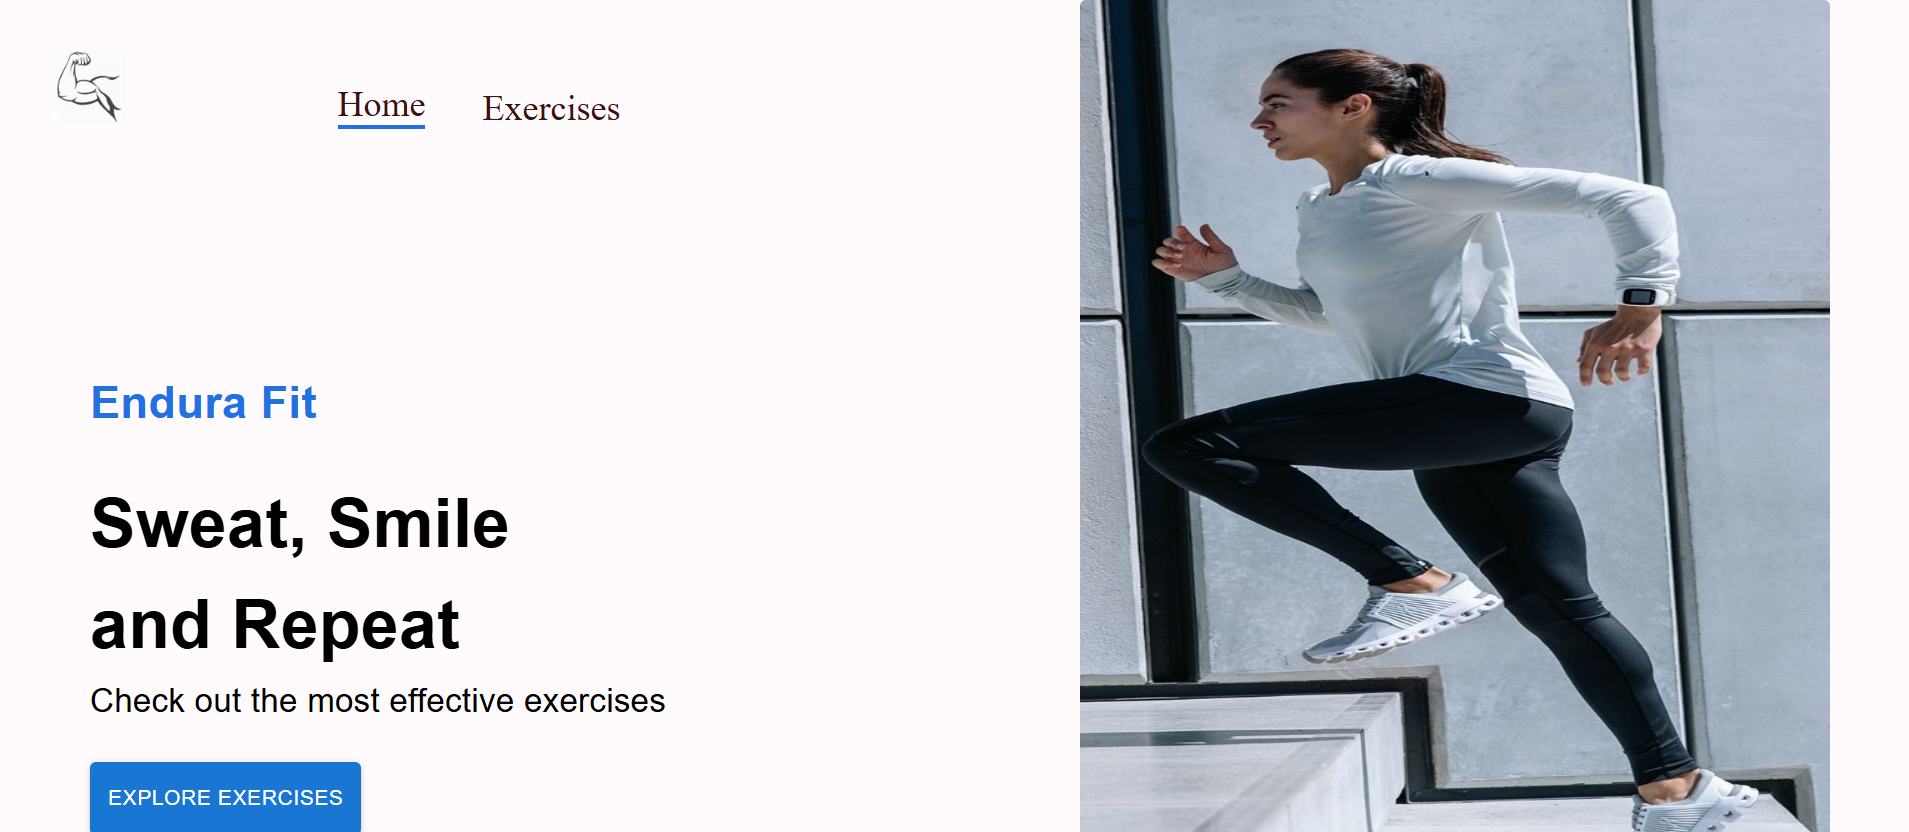 Home
Exercises
Endura Fit
Sweat, Smile
and Repeat
Check out the most effective exercises
EXPLORE EXERCISES